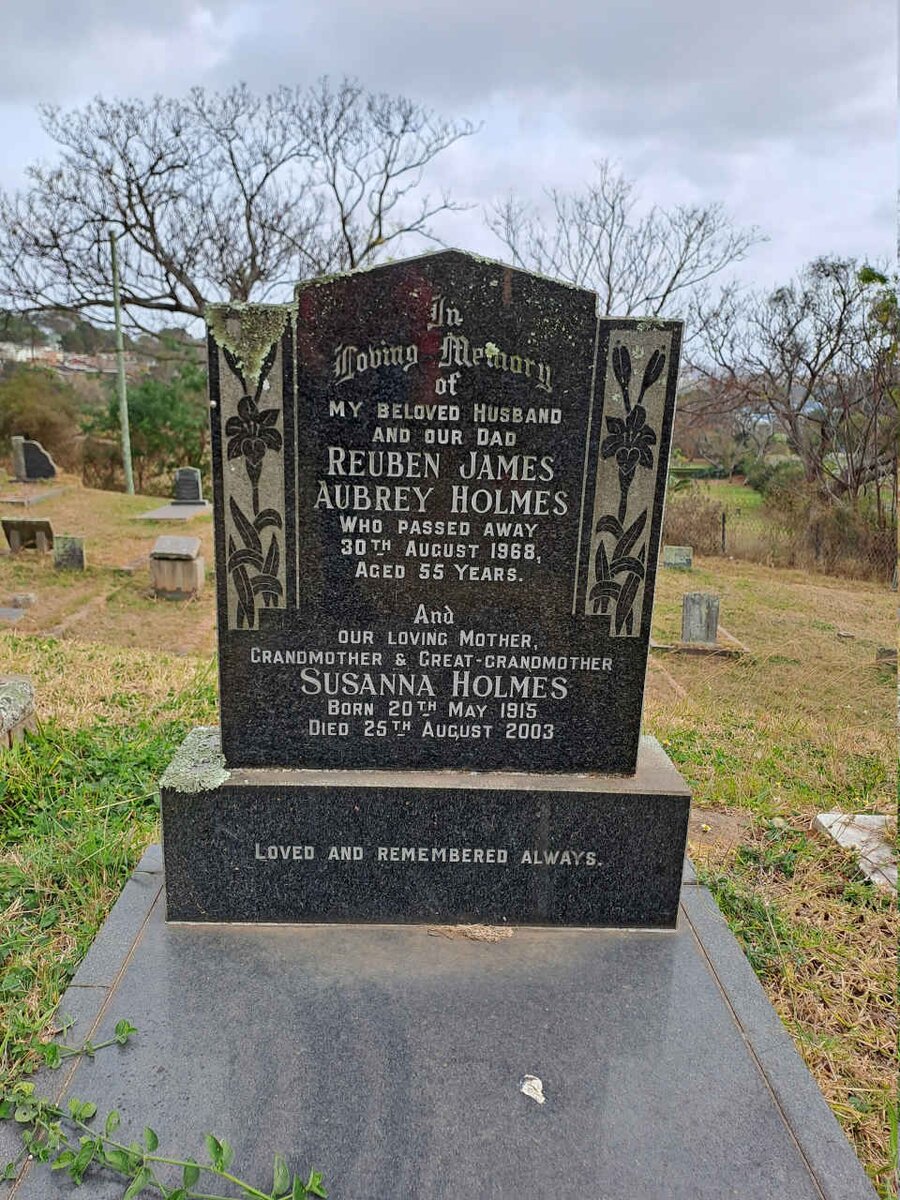 In
Loving Memory
of
MY BELOVED HUSBAND
AND OUR DAD
REUBEN JAMES
AUBREY HOLMES
WHO PASSED AWAY
30TH AUGUST 1968,
AGED 55 YEARS.
And
OUR LOVING MOTHER,
GRANDMOTHER & GREAT-GRANDMOTHER
SUSANNA HOLMES
BORN 20TH MAY 1915
DIED 25TH AUGUST 2003
LOVED AND REMEMBERED ALWAYS.